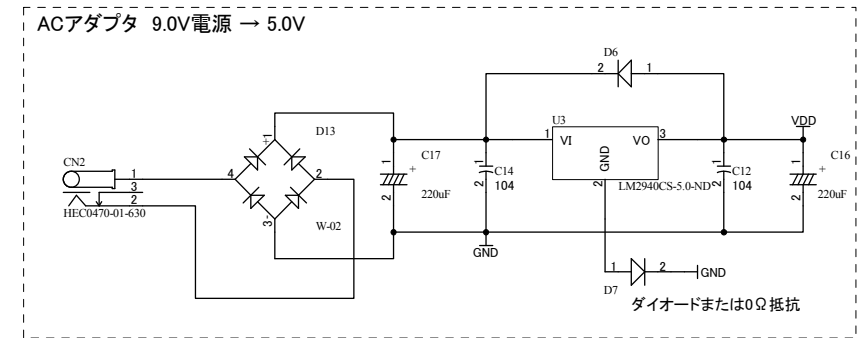 ACアダプタ 9.0V電源 → 5.0V
D6
2 1
U3
VDD
1 VI VO 3
GND
2
LM2940CS-5.0-ND
D13
+ 1
4 2
3 -
W-02
CN2
1
3
2
HEC0470-01-630
C17
1 +
2
220uF
1
C14
2 104
1
C12
2 104
C16
1 +
2
220uF
GND
1 2
GND
D7
ダイオードまたは0Ω抵抗